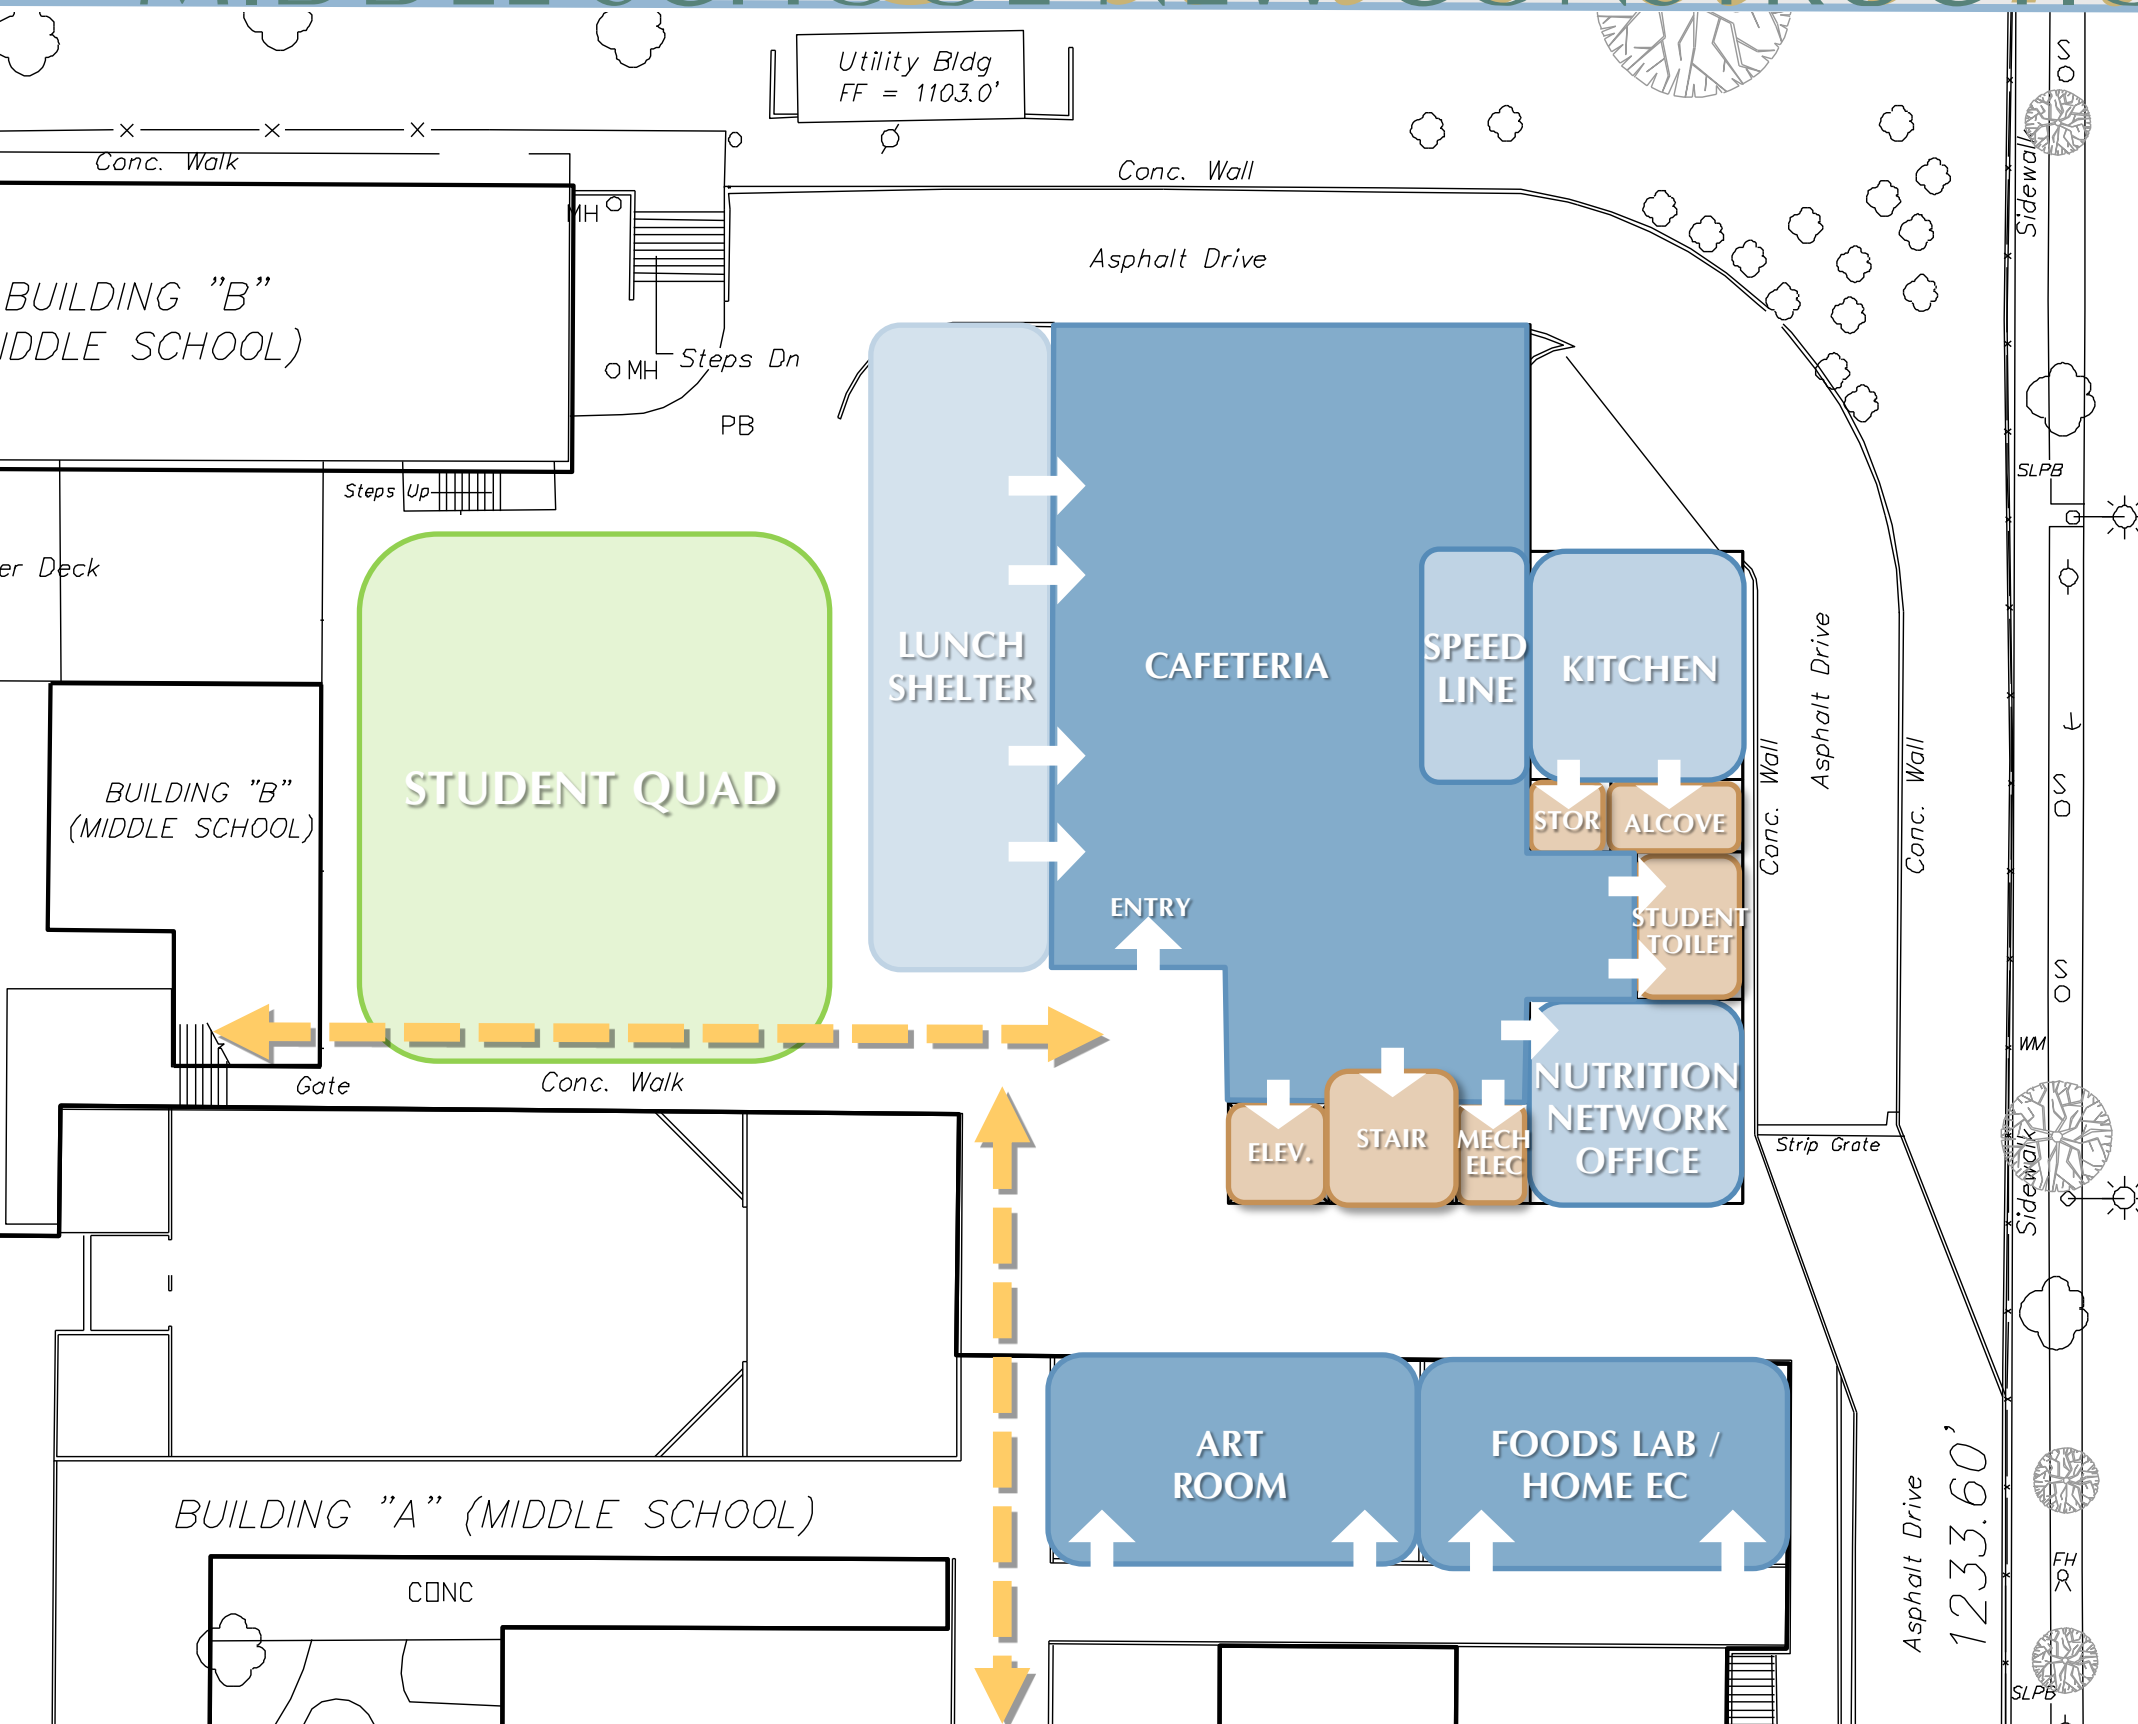 Utility Bldg
FF = 1103.0'
Conc. Walk
Conc. Wall
MH
Asphalt Drive
BUILDING "B"
IDDLE SCHOOL)
Steps Dn
MH
PB
Steps Up
er Deck
Sidewalk
S
SLPB
LUNCH
SHELTER
CAFETERIA
SPEED
LINE
KITCHEN
STUDENT QUAD
BUILDING "B"
(MIDDLE SCHOOL)
STOR
ALCOVE
Conc. Wall
Asphalt Drive
Conc. Wall
S
ENTRY
STUDENT
TOILET
S
WM
Gate
Conc. Walk
ELEV.
STAIR
MECH
ELEC
NUTRITION
NETWORK
OFFICE
Strip Grate
Sidewalk
ART
ROOM
FOODS LAB /
HOME EC
BUILDING "A" (MIDDLE SCHOOL)
CONC
Asphalt Drive
1233.60'
FH
SLPB